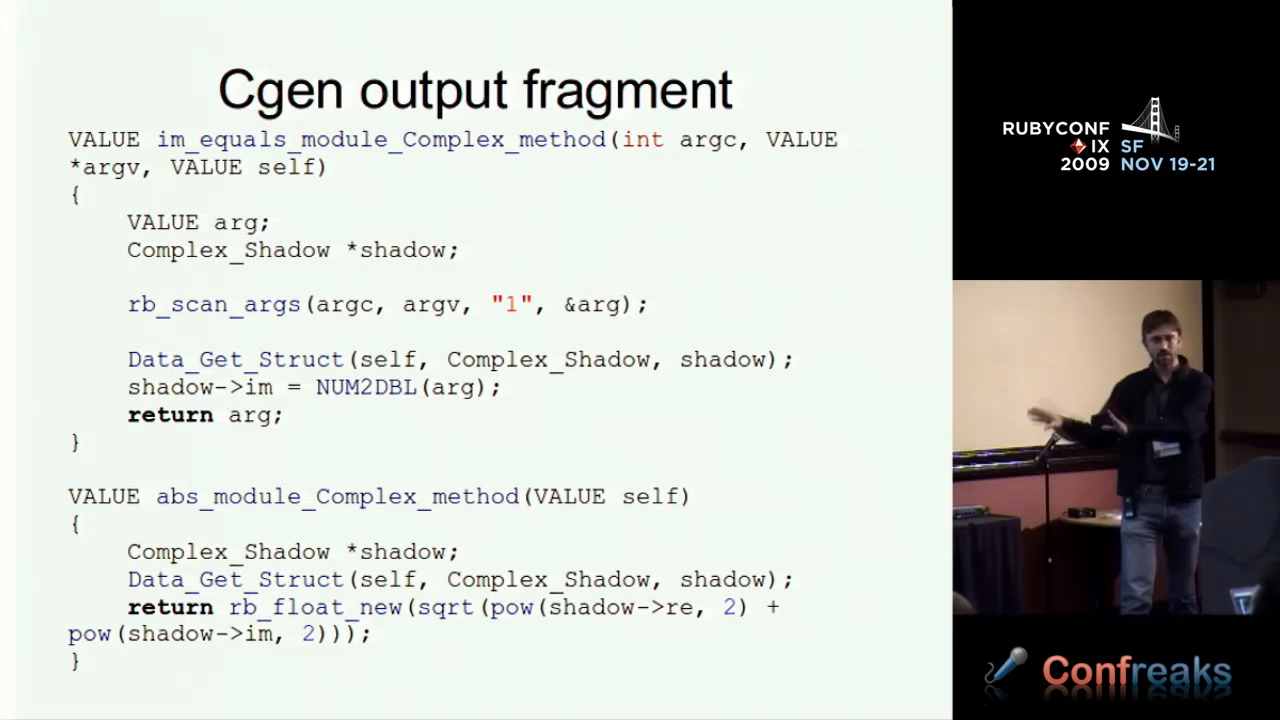 Cgen output fragment
VALUE im_equals_module_Complex_method(int argc, VALUE
*argv, VALUE self)
{
    VALUE arg;
    Complex_Shadow *shadow;
    rb_scan_args(argc, argv, "1", &arg);
    Data_Get_Struct(self, Complex_Shadow, shadow);
    shadow->im = NUM2DBL(arg);
    return arg;
}
VALUE abs_module_Complex_method(VALUE self)
{
    Complex_Shadow *shadow;
    Data_Get_Struct(self, Complex_Shadow, shadow);
    return rb_float_new(sqrt(pow(shadow->re, 2) +
pow(shadow->im, 2)));
}
RUBYCONF
IX SF
2009 NOV 19-21
Confreaks